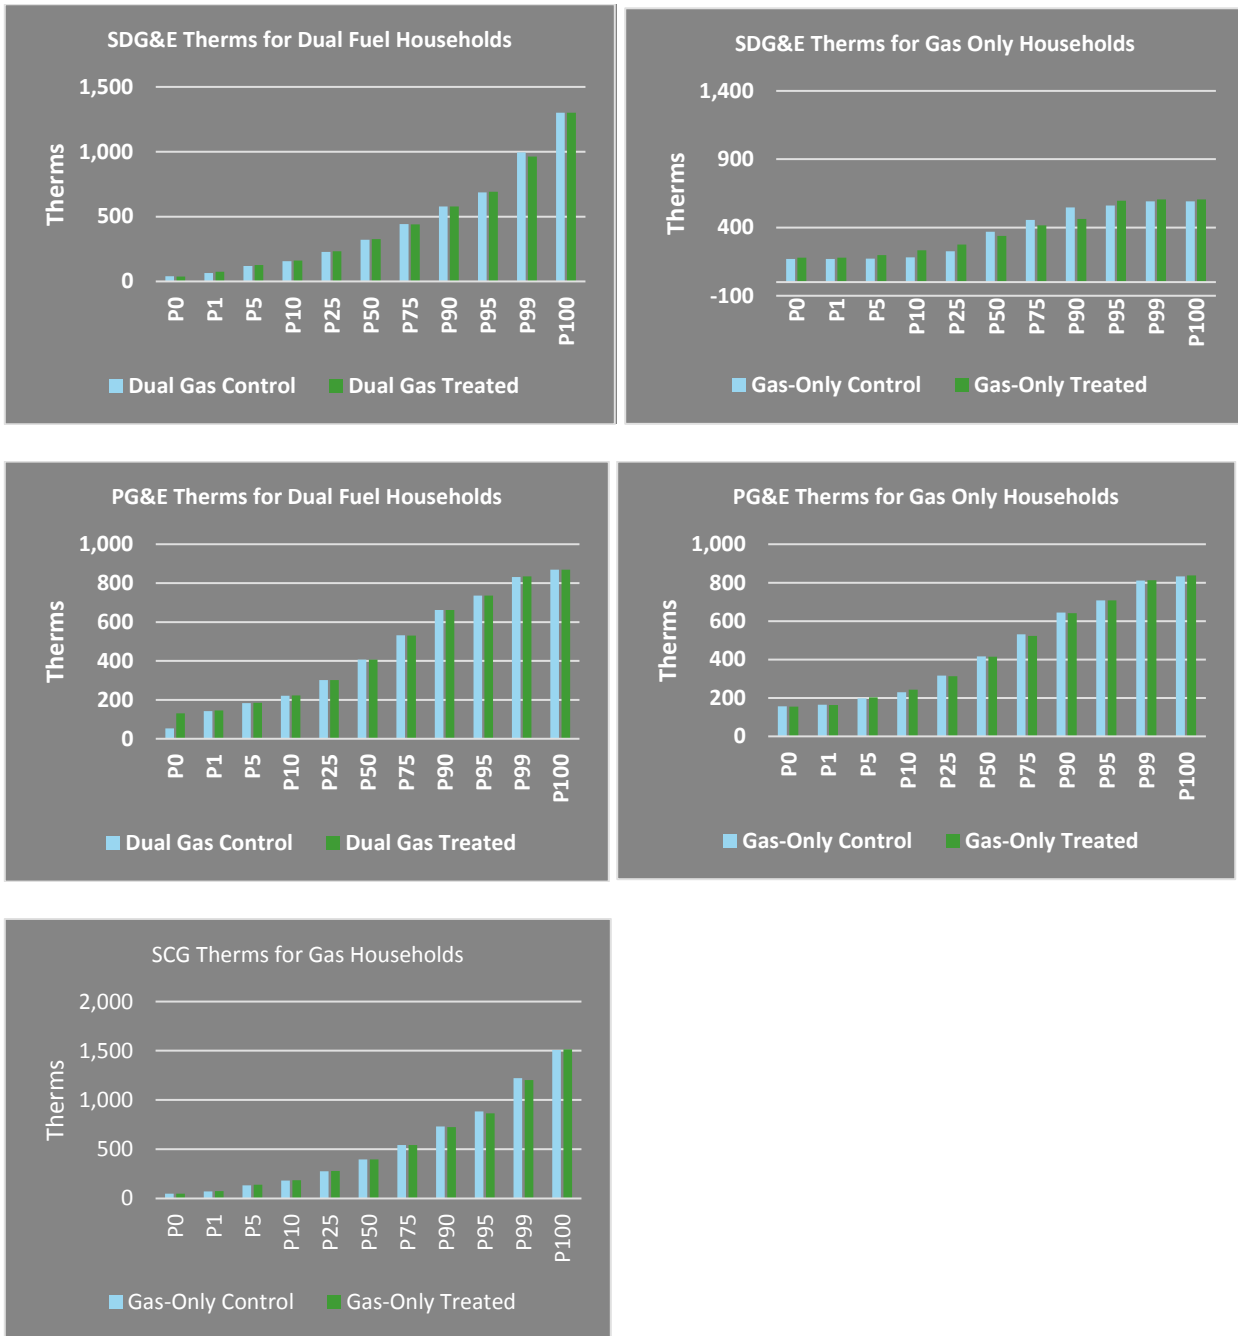 SDG&E Therms for Dual Fuel Households
1,500
1,000
500
0
Therms
P0 P1 P5 P10 P25 P50 P75 P90 P95 P99 P100
Dual Gas Control Dual Gas Treated
SDG&E Therms for Gas Only Households
1,400
900
400
-100
Therms
P0 P1 P5 P10 P25 P50 P75 P90 P95 P99 P100
Gas-Only Control Gas-Only Treated
PG&E Therms for Dual Fuel Households
1,000
800
600
400
200
0
Therms
P0 P1 P5 P10 P25 P50 P75 P90 P95 P99 P100
Dual Gas Control Dual Gas Treated
PG&E Therms for Gas Only Households
1,000
800
600
400
200
0
Therms
P0 P1 P5 P10 P25 P50 P75 P90 P95 P99 P100
Gas-Only Control Gas-Only Treated
SCG Therms for Gas Households
2,000
1,500
1,000
500
0
Therms
P0 P1 P5 P10 P25 P50 P75 P90 P95 P99 P100
Gas-Only Control Gas-Only Treated